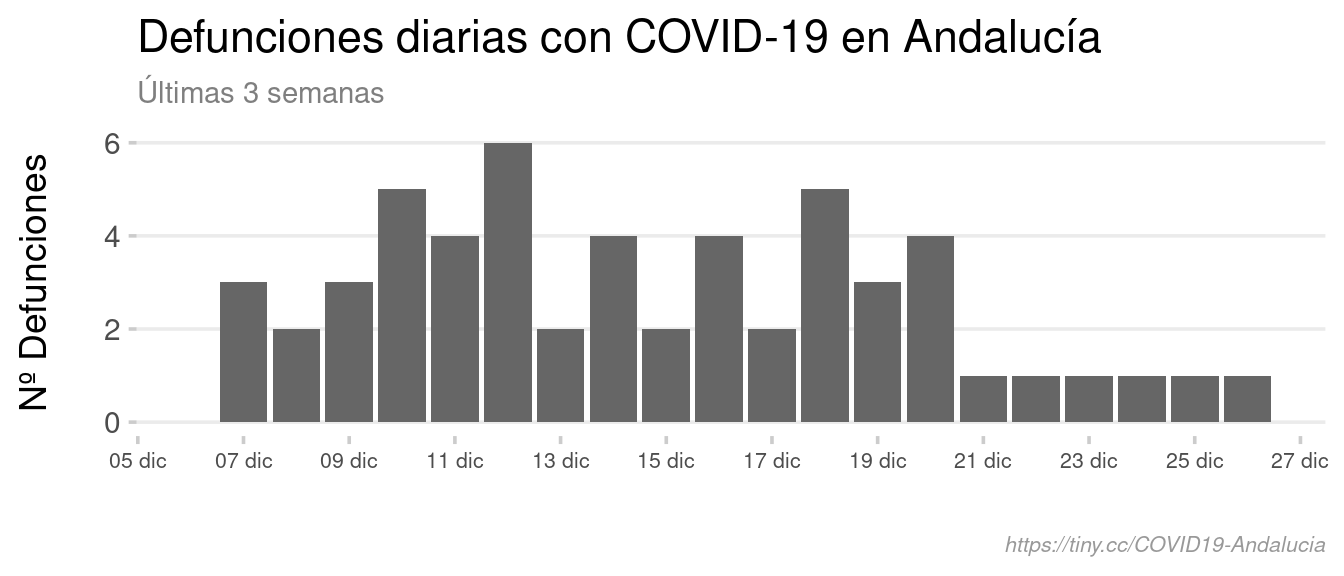 Defunciones diarias con COVID-19 en Andalucía
Últimas 3 semanas
Nº Defunciones
6
4
2
0
05 dic 07 dic 09 dic 11 dic 13 dic 15 dic 17 dic 19 dic 21 dic 23 dic 25 dic 27 dic
https://tiny.cc/COVID19-Andalucia